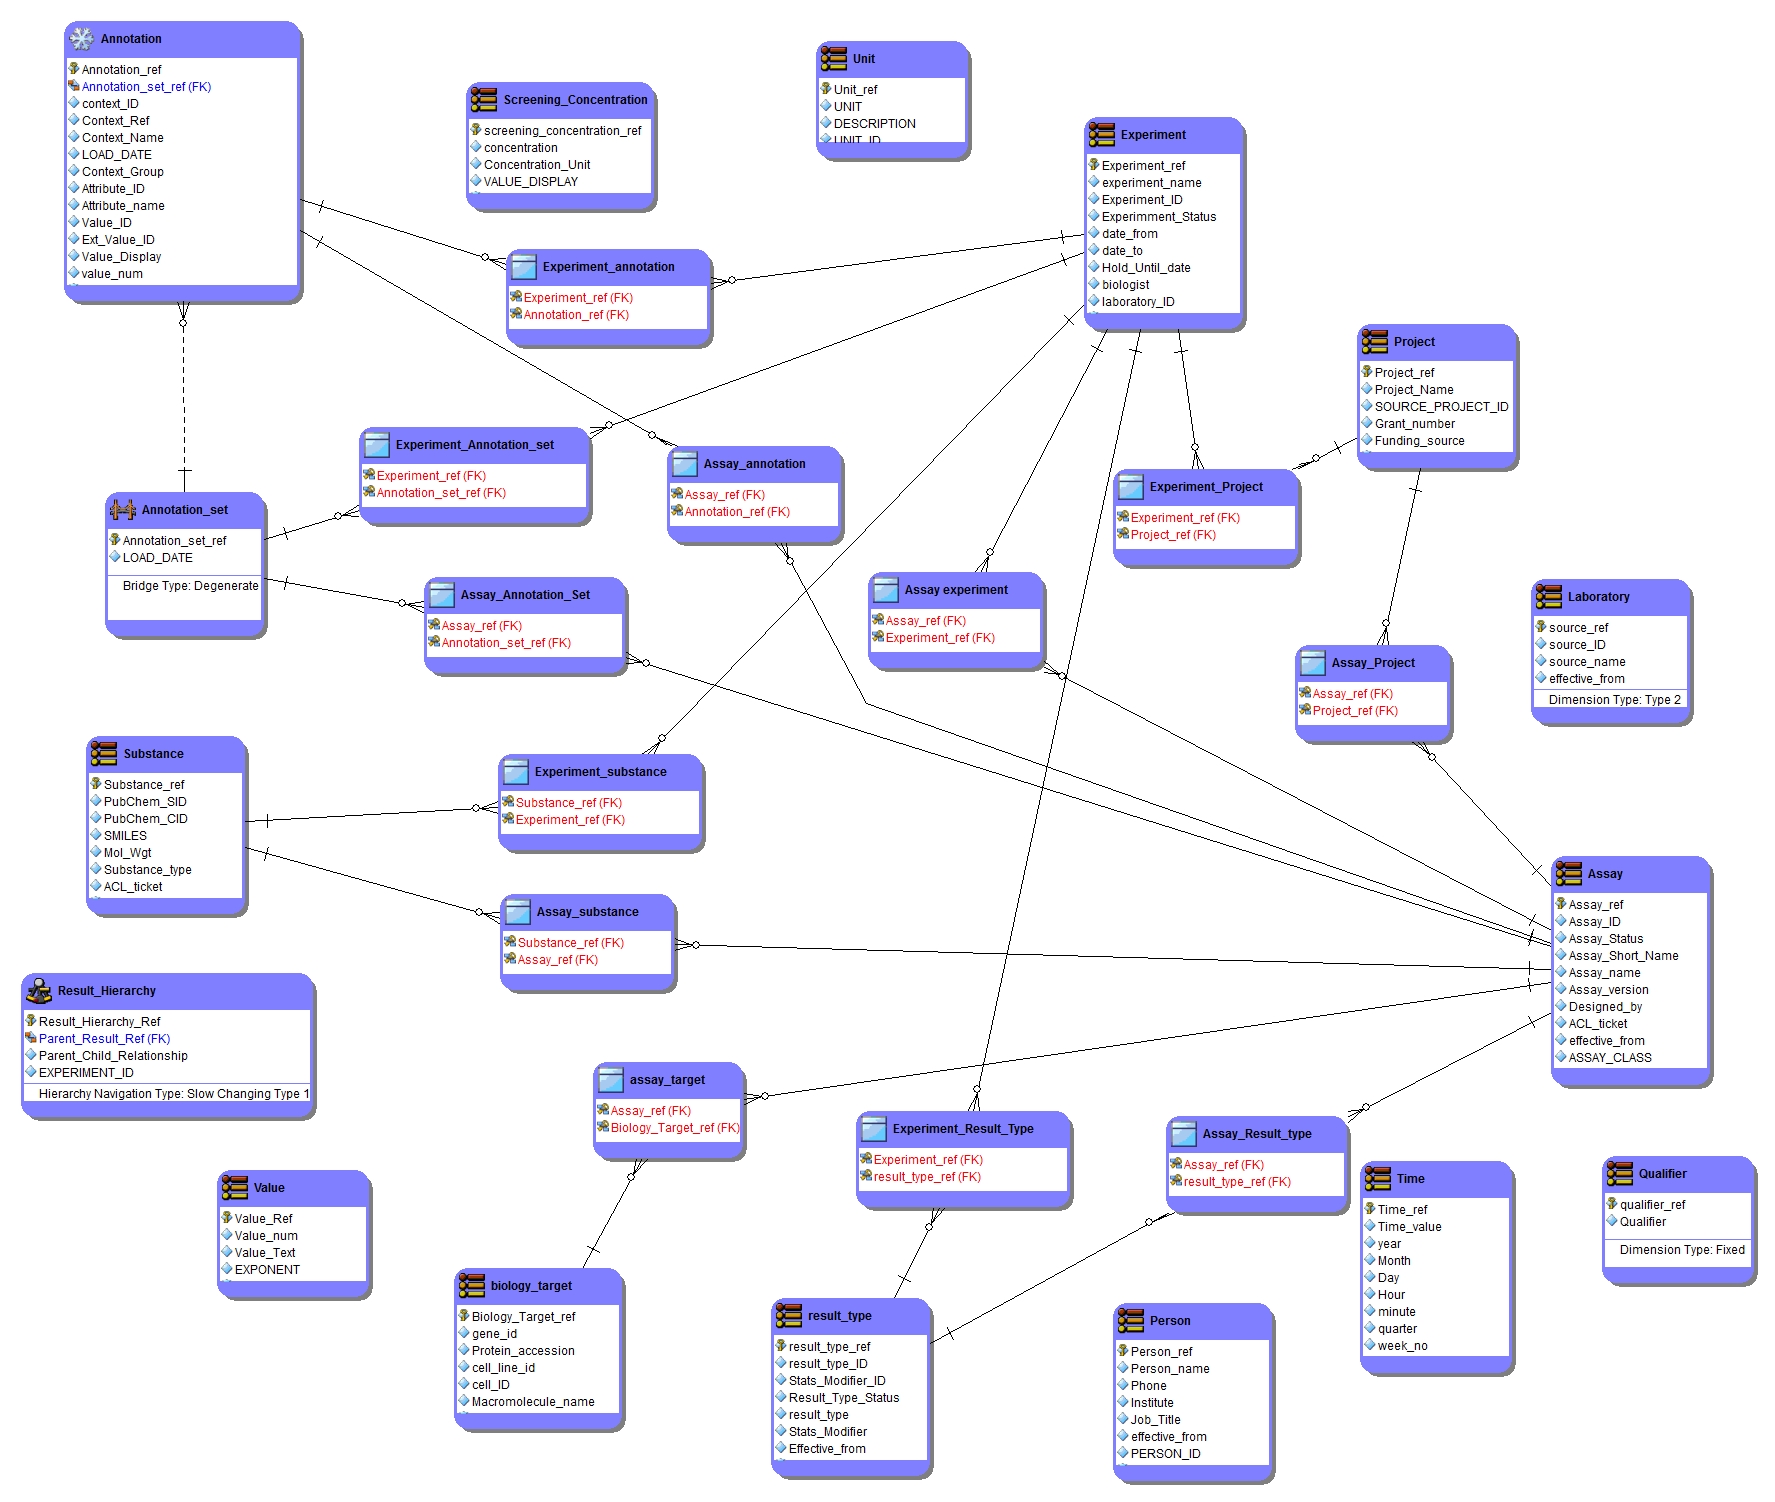 Annotation
Annotation_ref
Annotation_set_ref (FK)
context_ID
Context_Ref
Context_Name
LOAD_DATE
Context_Group
Attribute_ID
Attribute_name
Value_ID
Ext_Value_ID
Value_Display
value_num
Screening_Concentration
screening_concentration_ref
concentration
Concentration_Unit
VALUE_DISPLAY
Unit
Unit_ref
UNIT
DESCRIPTION
UNIT_ID
Experiment
Experiment_ref
experiment_name
Experiment_ID
Experimment_Status
date_from
date_to
Hold_Until_date
biologist
laboratory_ID
Experiment_annotation
Experiment_ref (FK)
Annotation_ref (FK)
Project
Project_ref
Project_Name
SOURCE_PROJECT_ID
Grant_number
Funding_source
Experiment_Annotation_set
Experiment_ref (FK)
Annotation_set_ref (FK)
Assay_annotation
Assay_ref (FK)
Annotation_ref (FK)
Experiment_Project
Experiment_ref (FK)
Project_ref (FK)
Annotation_set
Annotation_set_ref
LOAD_DATE
Bridge Type: Degenerate
Assay_Annotation_Set
Assay_ref (FK)
Annotation_set_ref (FK)
Assay experiment
Assay_ref (FK)
Experiment_ref (FK)
Laboratory
source_ref
source_ID
source_name
effective_from
Dimension Type: Type 2
Assay_Project
Assay_ref (FK)
Project_ref (FK)
Substance
Substance_ref
PubChem_SID
PubChem_CID
SMILES
Mol_Wgt
Substance_type
ACL_ticket
Experiment_substance
Substance_ref (FK)
Experiment_ref (FK)
Assay_substance
Substance_ref (FK)
Assay_ref (FK)
Assay
Assay_ref
Assay_ID
Assay_Status
Assay_Short_Name
Assay_name
Assay_version
Designed_by
ACL_ticket
effective_from
ASSAY_CLASS
Result_Hierarchy
Result_Hierarchy_Ref
Parent_Result_Ref (FK)
Parent_Child_Relationship
EXPERIMENT_ID
Hierarchy Navigation Type: Slow Changing Type 1
assay_target
Assay_ref (FK)
Biology_Target_ref (FK)
Experiment_Result_Type
Experiment_ref (FK)
result_type_ref (FK)
Assay_Result_type
Assay_ref (FK)
result_type_ref (FK)
Value
Value_Ref
Value_num
Value_Text
EXPONENT
Time
Time_ref
Time_value
year
Month
Day
Hour
minute
quarter
week_no
Qualifier
qualifier_ref
Qualifier
Dimension Type: Fixed
biology_target
Biology_Target_ref
gene_id
Protein_accession
cell_line_id
cell_ID
Macromolecule_name
result_type
result_type_ref
result_type_ID
Stats_Modifier_ID
Result_Type_Status
result_type
Stats_Modifier
Effective_from
Person
Person_ref
Person_name
Phone
Institute
Job_Title
effective_from
PERSON_ID